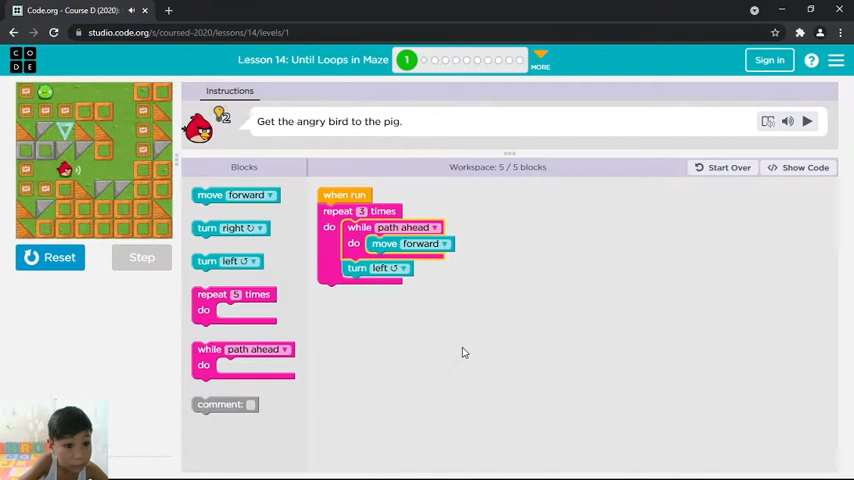 Code.org - Course D (2020):
studio.code.org/s/coursed-2020/lessons/14/levels/1
CO
DE
Lesson 14: Until Loops in Maze
1
MORE
Sign in
?
Instructions
2
Get the angry bird to the pig.
Blocks
Workspace: 5 / 5 blocks
Start Over
</> Show Code
move forward
turn right
turn left
repeat 5 times
do
while path ahead
do
comment:
when run
repeat 3 times
do while path ahead
do move forward
turn left
Reset
Step